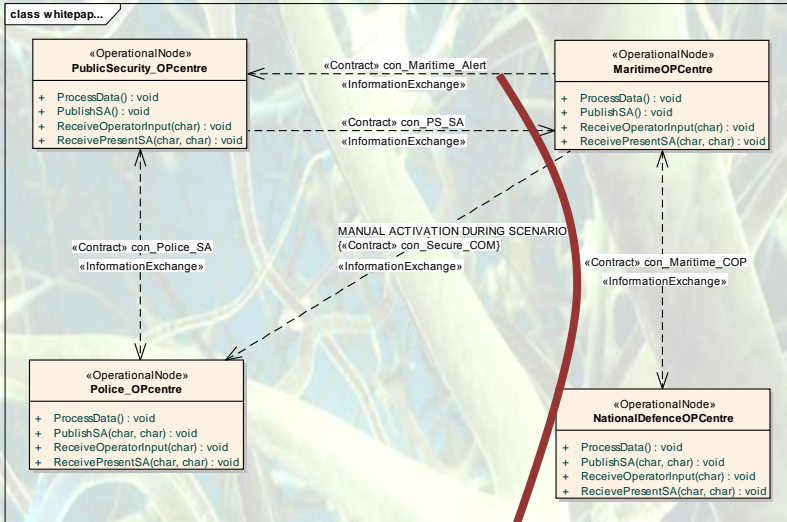 class whitepap...
«OperationalNode»
PublicSecurity_OPcentre
+ ProcessData() : void
+ PublishSA() : void
+ ReceiveOperatorInput(char) : void
+ ReceivePresentSA(char, char) : void
«Contract» con_Maritime_Alert
«InformationExchange»
«Contract» con_PS_SA
«InformationExchange»
«OperationalNode»
MaritimeOPCentre
+ ProcessData() : void
+ PublishSA() : void
+ ReceiveOperatorInput(char) : void
+ ReceivePresentSA(char, char) : void
«Contract» con_Police_SA
«InformationExchange»
MANUAL ACTIVATION DURING SCENARIO
{«Contract» con_Secure_COM}
«InformationExchange»
«Contract» con_Maritime_COP
«InformationExchange»
«OperationalNode»
Police_OPcentre
+ ProcessData() : void
+ PublishSA(char, char) : void
+ ReceiveOperatorInput(char) : void
+ ReceivePresentSA(char, char) : void
«OperationalNode»
NationalDefenceOPCentre
+ ProcessData() : void
+ PublishSA(char, char) : void
+ ReceiveOperatorInput(char) : void
+ RecievePresentSA(char, char) : void